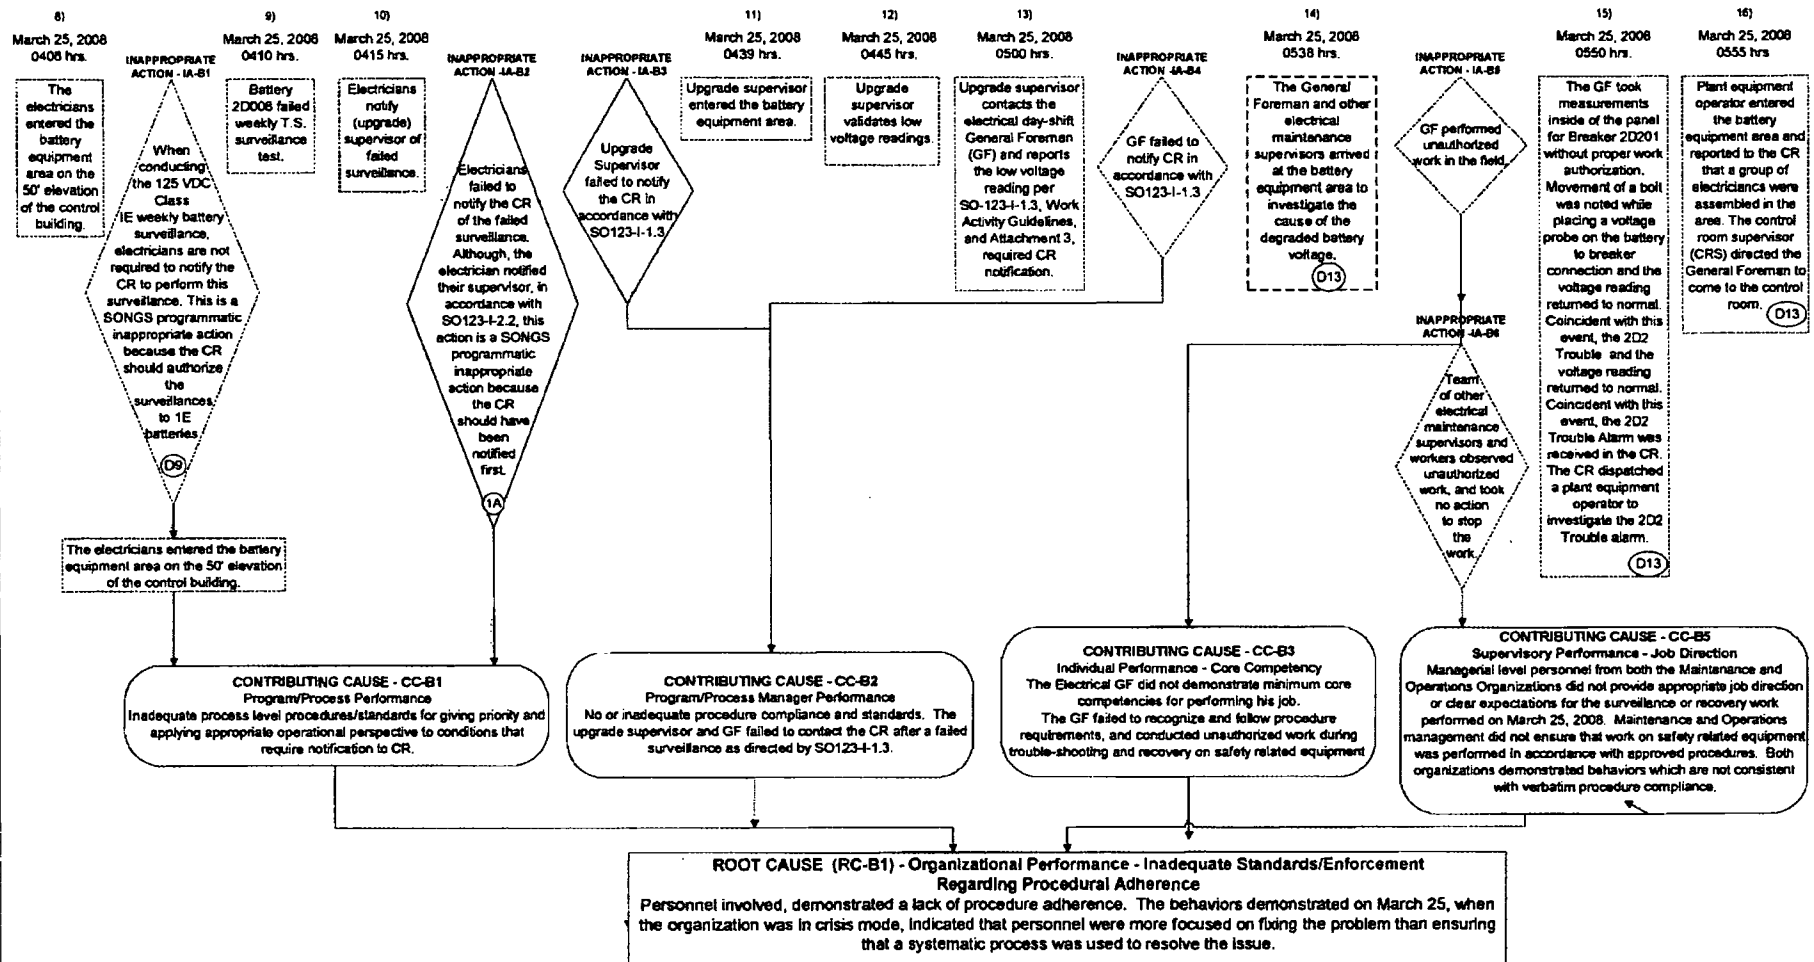 8)
March 25, 2008
0408 hrs.
The
electricians
entered the
battery
equipment
area on the
50' elevation
of the control
building.
INAPPROPRIATE
ACTION - IA-B1
When
conducting
the 125 VDC
Class
IE weekly battery
surveillance,
electricians are not
required to notify the
CR to perform this
surveillance. This is a
SONGS programmatic
inappropriate action
because the CR
should authorize
the
surveillances
to 1E
batteries
D9
The electricians entered the battery
equipment area on the 50' elevation
of the control building.
9)
March 25, 2008
0410 hrs.
Battery
2D008 failed
weekly T.S.
surveillance
test.
10)
March 25, 2008
0415 hrs.
Electricians
notify
(upgrade)
supervisor of
failed
surveillance.
INAPPROPRIATE
ACTION -IA-B2
Electricians
failed to
notify the CR
of the failed
surveillance.
Although, the
electrician notified
their supervisor, in
accordance with
SO123-I-2.2, this
action is a SONGS
programmatic
inappropriate
action because
the CR
should have
been
notified
first.
1A
INAPPROPRIATE
ACTION - IA-B3
Upgrade
Supervisor
failed to notify
the CR in
accordance with
SO123-I-1.3
11)
March 25, 2008
0439 hrs.
Upgrade supervisor
entered the battery
equipment area.
12)
March 25, 2008
0445 hrs.
Upgrade
supervisor
validates low
voltage readings.
13)
March 25, 2008
0500 hrs.
Upgrade supervisor
contacts the
electrical day-shift
General Foreman
(GF) and reports
the low voltage
reading per
SO-123-I-1.3, Work
Activity Guidelines,
and Attachment 3,
required CR
notification.
INAPPROPRIATE
ACTION -IA-B4
GF failed to
notify CR in
accordance with
SO123-I-1.3
14)
March 25, 2008
0538 hrs.
The General
Foreman and other
electrical
maintenance
supervisors arrived
at the battery
equipment area to
investigate the
cause of the
degraded battery
voltage.
D13
INAPPROPRIATE
ACTION - IA-B5
GF performed
unauthorized
work in the field.
INAPPROPRIATE
ACTION -IA-B6
Team
of other
electrical
maintenance
supervisors and
workers observed
unauthorized
work, and took
no action
to stop
the
work.
15)
March 25, 2008
0550 hrs.
The GF took
measurements
inside of the panel
for Breaker 2D201
without proper work
authorization.
Movement of a bolt
was noted while
placing a voltage
probe on the battery
to breaker
connection and the
voltage reading
returned to normal.
Coincident with this
event, the 2D2
Trouble and the
voltage reading
returned to normal.
Coincident with this
event, the 2D2
Trouble Alarm was
received in the CR.
The CR dispatched
a plant equipment
operator to
investigate the 2D2
Trouble alarm.
D13
16)
March 25, 2008
0555 hrs.
Plant equipment
operator entered
the battery
equipment area and
reported to the CR
that a group of
electriciancs were
assembled in the
area. The control
room supervisor
(CRS) directed the
General Foreman to
come to the control
room.
D13
CONTRIBUTING CAUSE - CC-B1
Program/Process Performance
Inadequate process level procedures/standards for giving priority and
applying appropriate operational perspective to conditions that
require notification to CR.
CONTRIBUTING CAUSE - CC-B2
Program/Process Manager Performance
No or inadequate procedure compliance and standards. The
upgrade supervisor and GF failed to contact the CR after a failed
surveillance as directed by SO123-I-1.3.
CONTRIBUTING CAUSE - CC-B3
Individual Performance - Core Competency
The Electrical GF did not demonstrate minimum core
competencies for performing his job.
The GF failed to recognize and follow procedure
requirements, and conducted unauthorized work during
trouble-shooting and recovery on safety related equipment
CONTRIBUTING CAUSE - CC-B5
Supervisory Performance - Job Direction
Managerial level personnel from both the Maintenance and
Operations Organizations did not provide appropriate job direction
or clear expectations for the surveillance or recovery work
performed on March 25, 2008. Maintenance and Operations
management did not ensure that work on safety related equipment
was performed in accordance with approved procedures. Both
organizations demonstrated behaviors which are not consistent
with verbatim procedure compliance.
ROOT CAUSE (RC-B1) - Organizational Performance - Inadequate Standards/Enforcement
Regarding Procedural Adherence
Personnel involved, demonstrated a lack of procedure adherence. The behaviors demonstrated on March 25, when
the organization was in crisis mode, indicated that personnel were more focused on fixing the problem than ensuring
that a systematic process was used to resolve the issue.